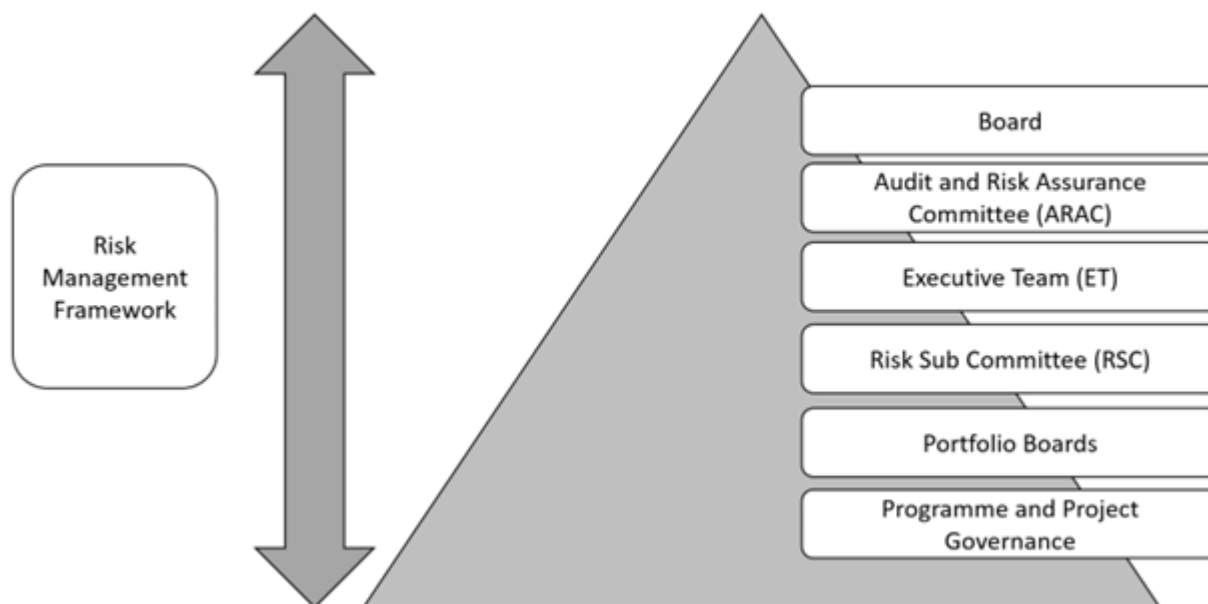 Risk
Management
Framework
Board
Audit and Risk Assurance
Committee (ARAC)
Executive Team (ET)
Risk Sub Committee (RSC)
Portfolio Boards
Programme and Project
Governance